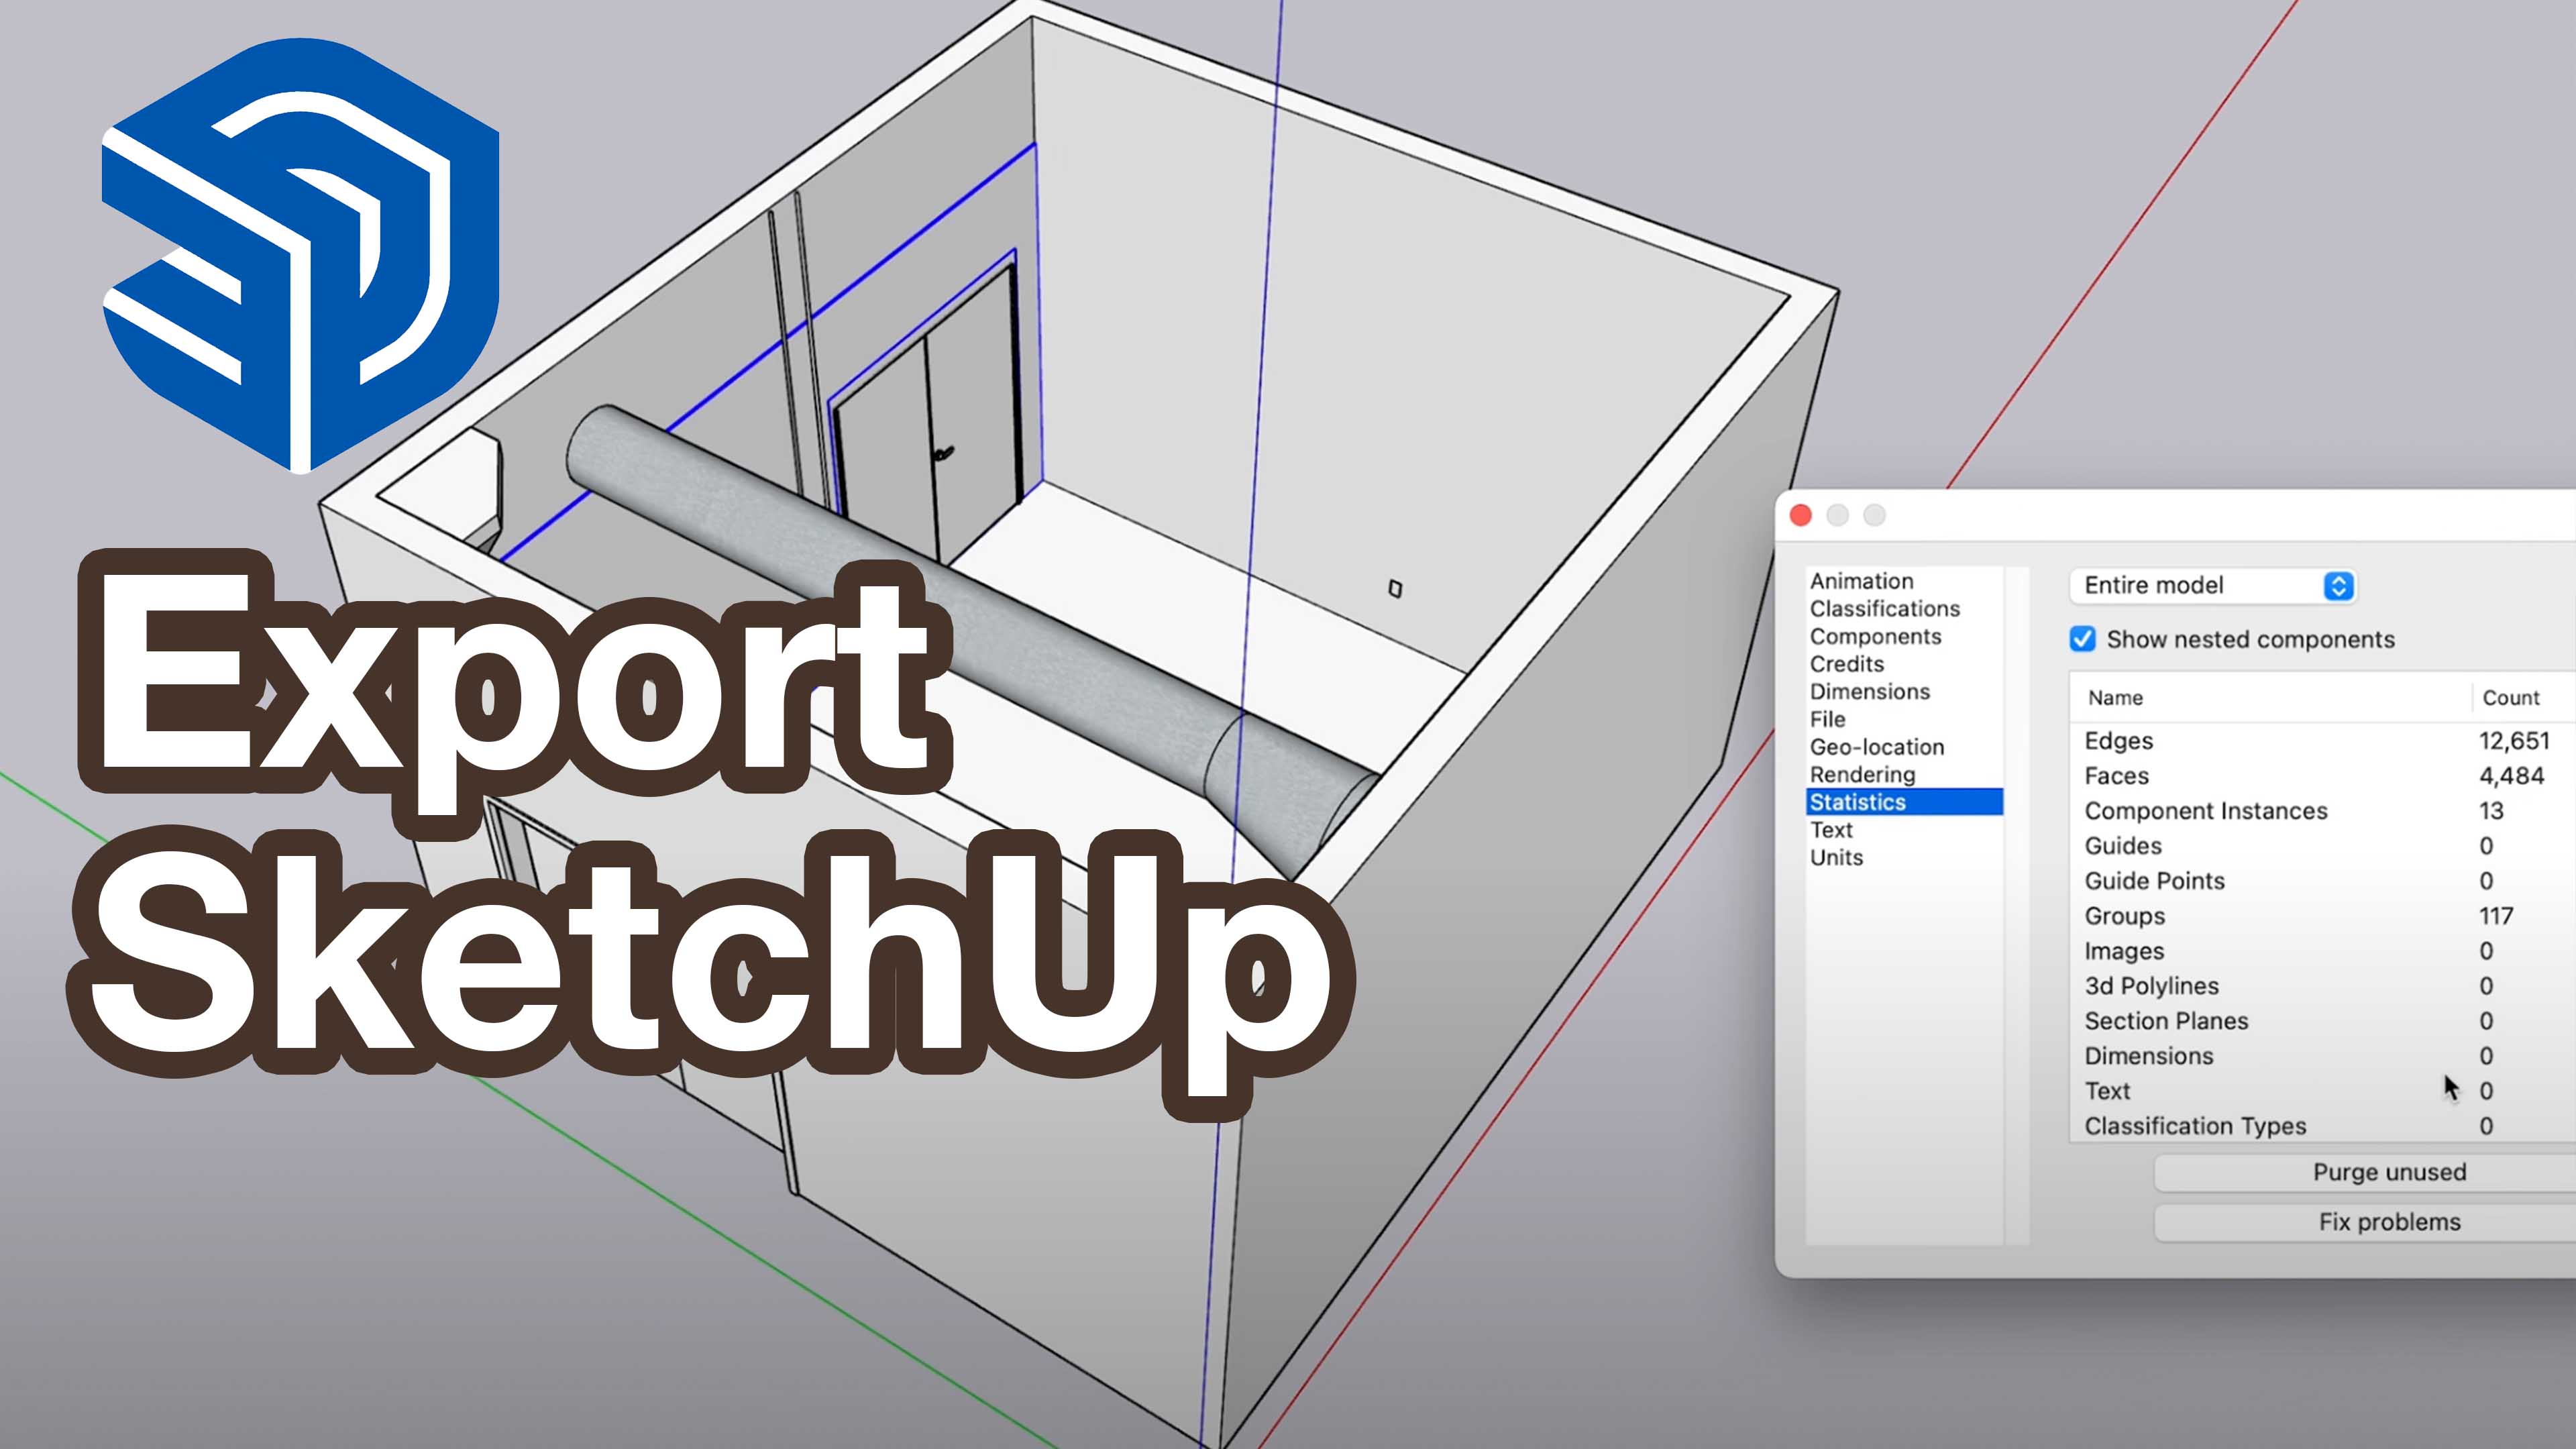 Export
SketchUp
Animation
Classifications
Components
Credits
Dimensions
File
Geo-location
Rendering
Statistics
Text
Units
Entire model
Show nested components
Name Count
Edges 12,651
Faces 4,484
Component Instances 13
Guides 0
Guide Points 0
Groups 117
Images 0
3d Polylines 0
Section Planes 0
Dimensions 0
Text 0
Classification Types 0
Purge unused
Fix problems